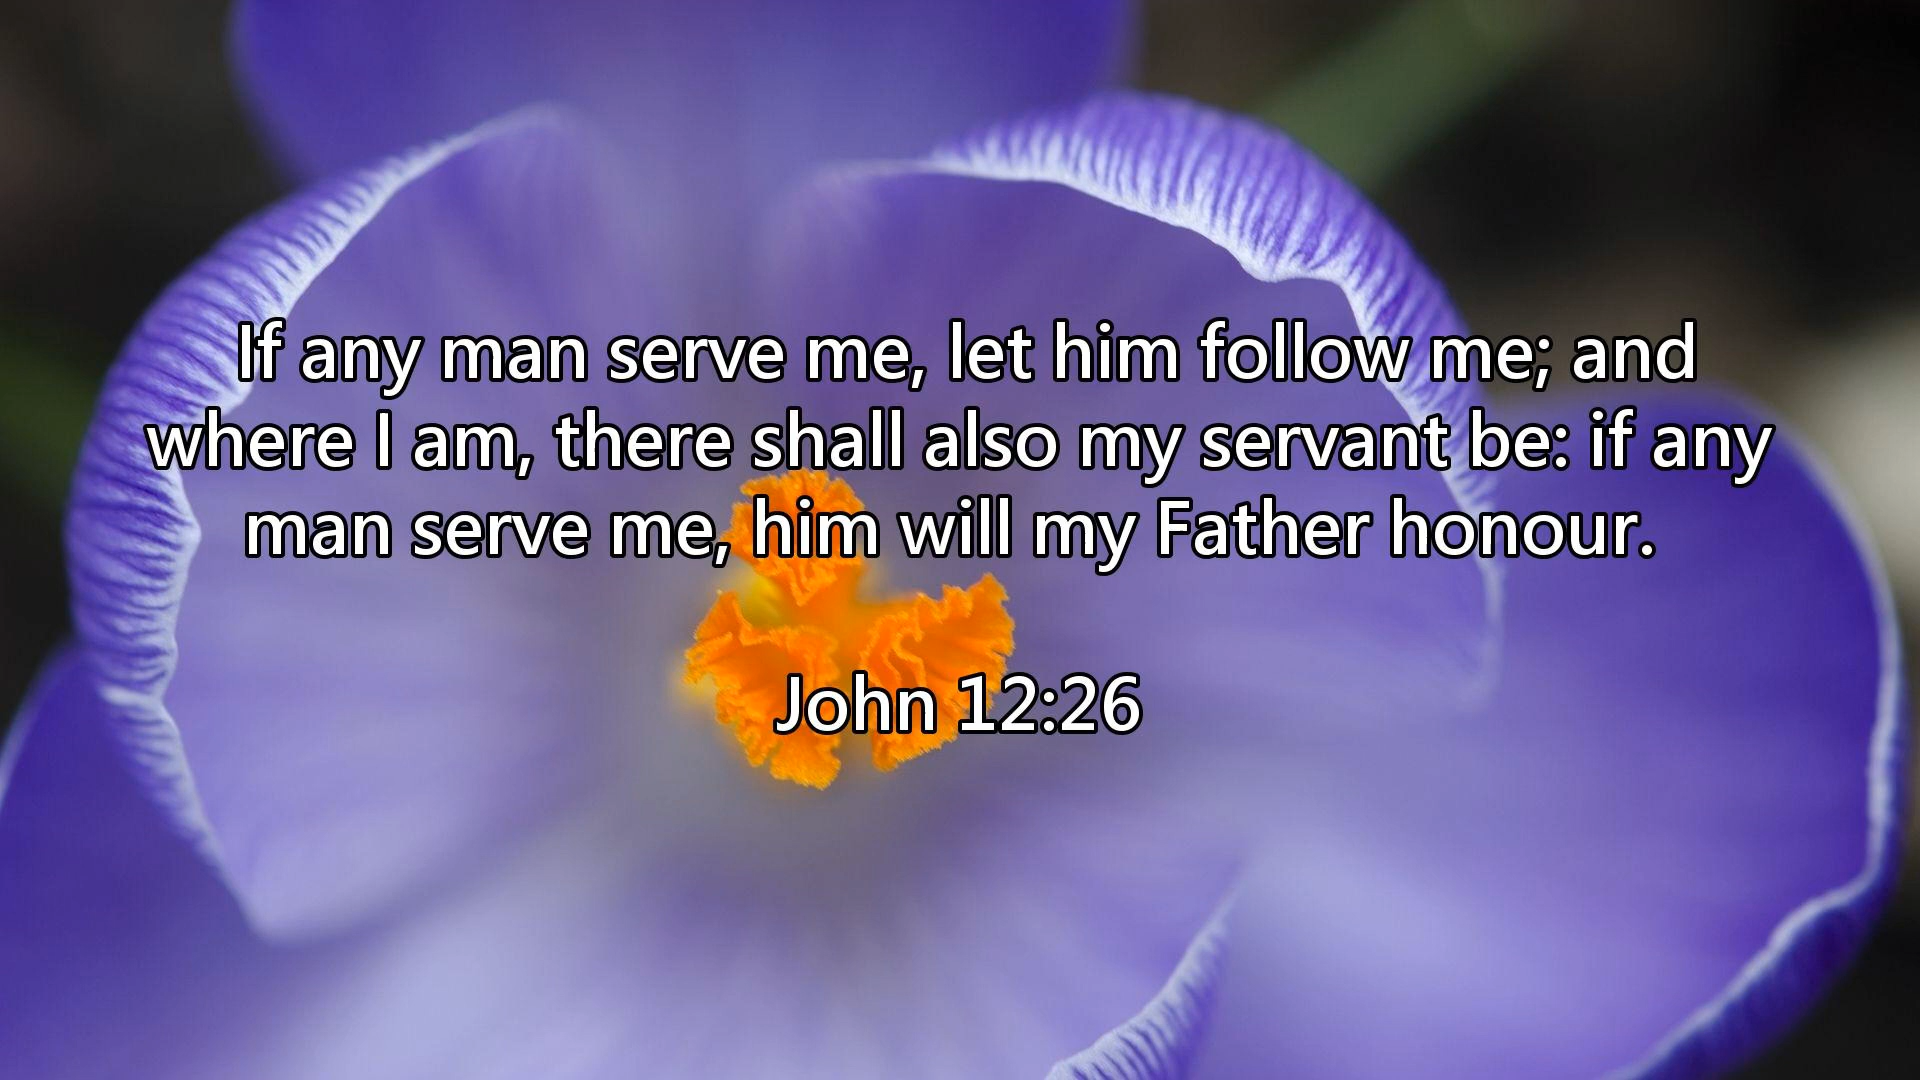 If any man serve me, let him follow me; and
where I am, there shall also my servant be: if any
man serve me, him will my Father honour.
John 12:26